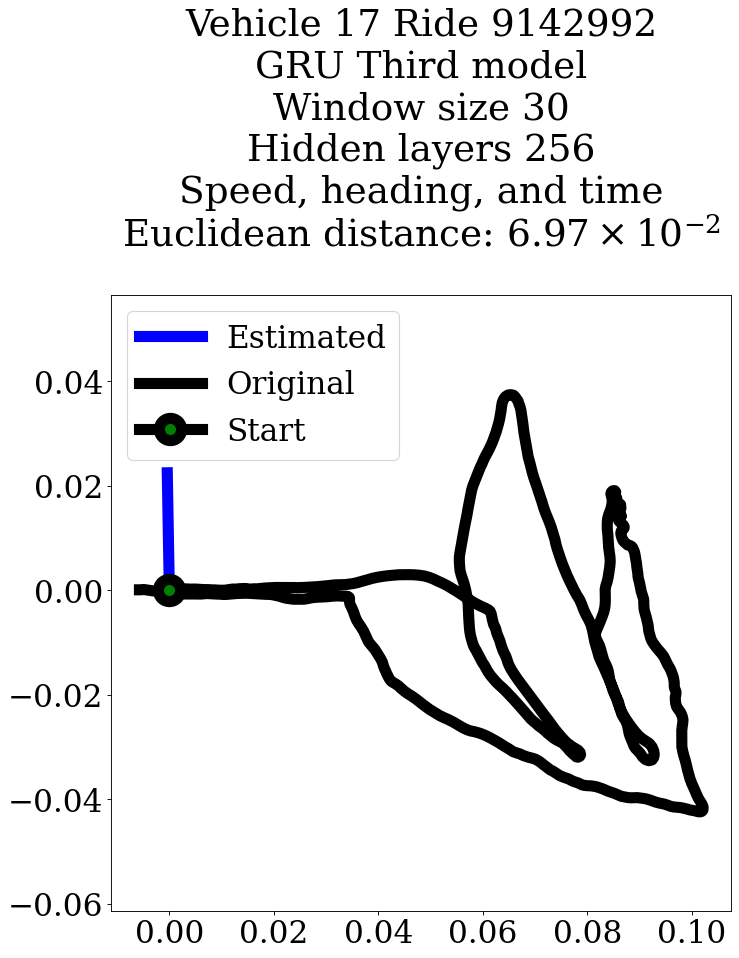 Vehicle 17 Ride 9142992
GRU Third model
Window size 30
Hidden layers 256
Speed, heading, and time
Euclidean distance: 6.97 × 10⁻²
Estimated
Original
Start
0.04
0.02
0.00
−0.02
−0.04
−0.06
0.00 0.02 0.04 0.06 0.08 0.10